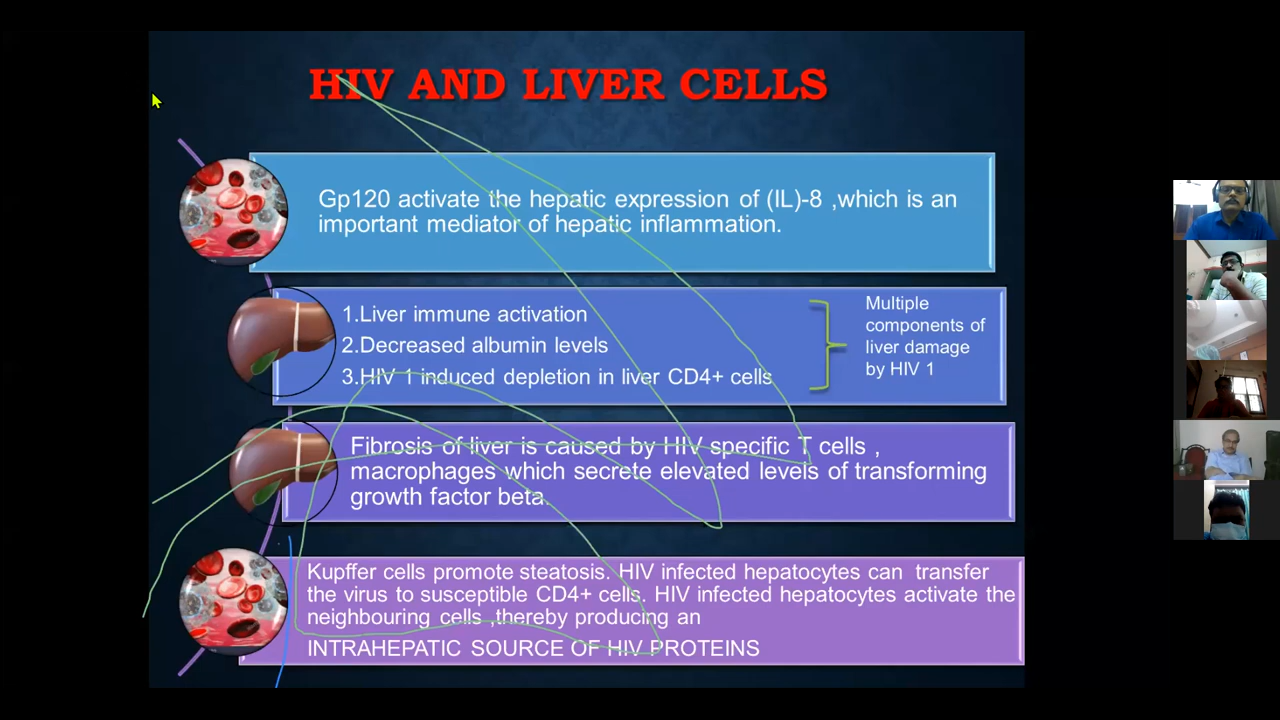 HIV AND LIVER CELLS
Gp120 activate the hepatic expression of (IL)-8 ,which is an
important mediator of hepatic inflammation.
1.Liver immune activation
2.Decreased albumin levels
3.HIV 1 induced depletion in liver CD4+ cells
Multiple
components of
liver damage
by HIV 1
Fibrosis of liver is caused by HIV specific T cells ,
macrophages which secrete elevated levels of transforming
growth factor beta.
Kupffer cells promote steatosis. HIV infected hepatocytes can transfer
the virus to susceptible CD4+ cells. HIV infected hepatocytes activate the
neighbouring cells ,thereby producing an
INTRAHEPATIC SOURCE OF HIV PROTEINS